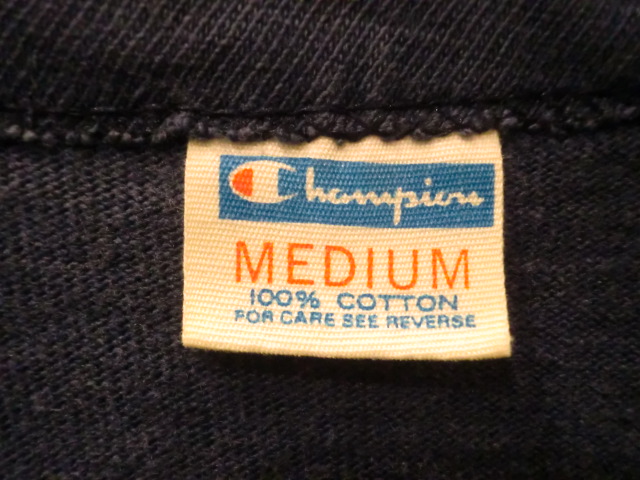 Champion
MEDIUM
100% COTTON
FOR CARE SEE REVERSE